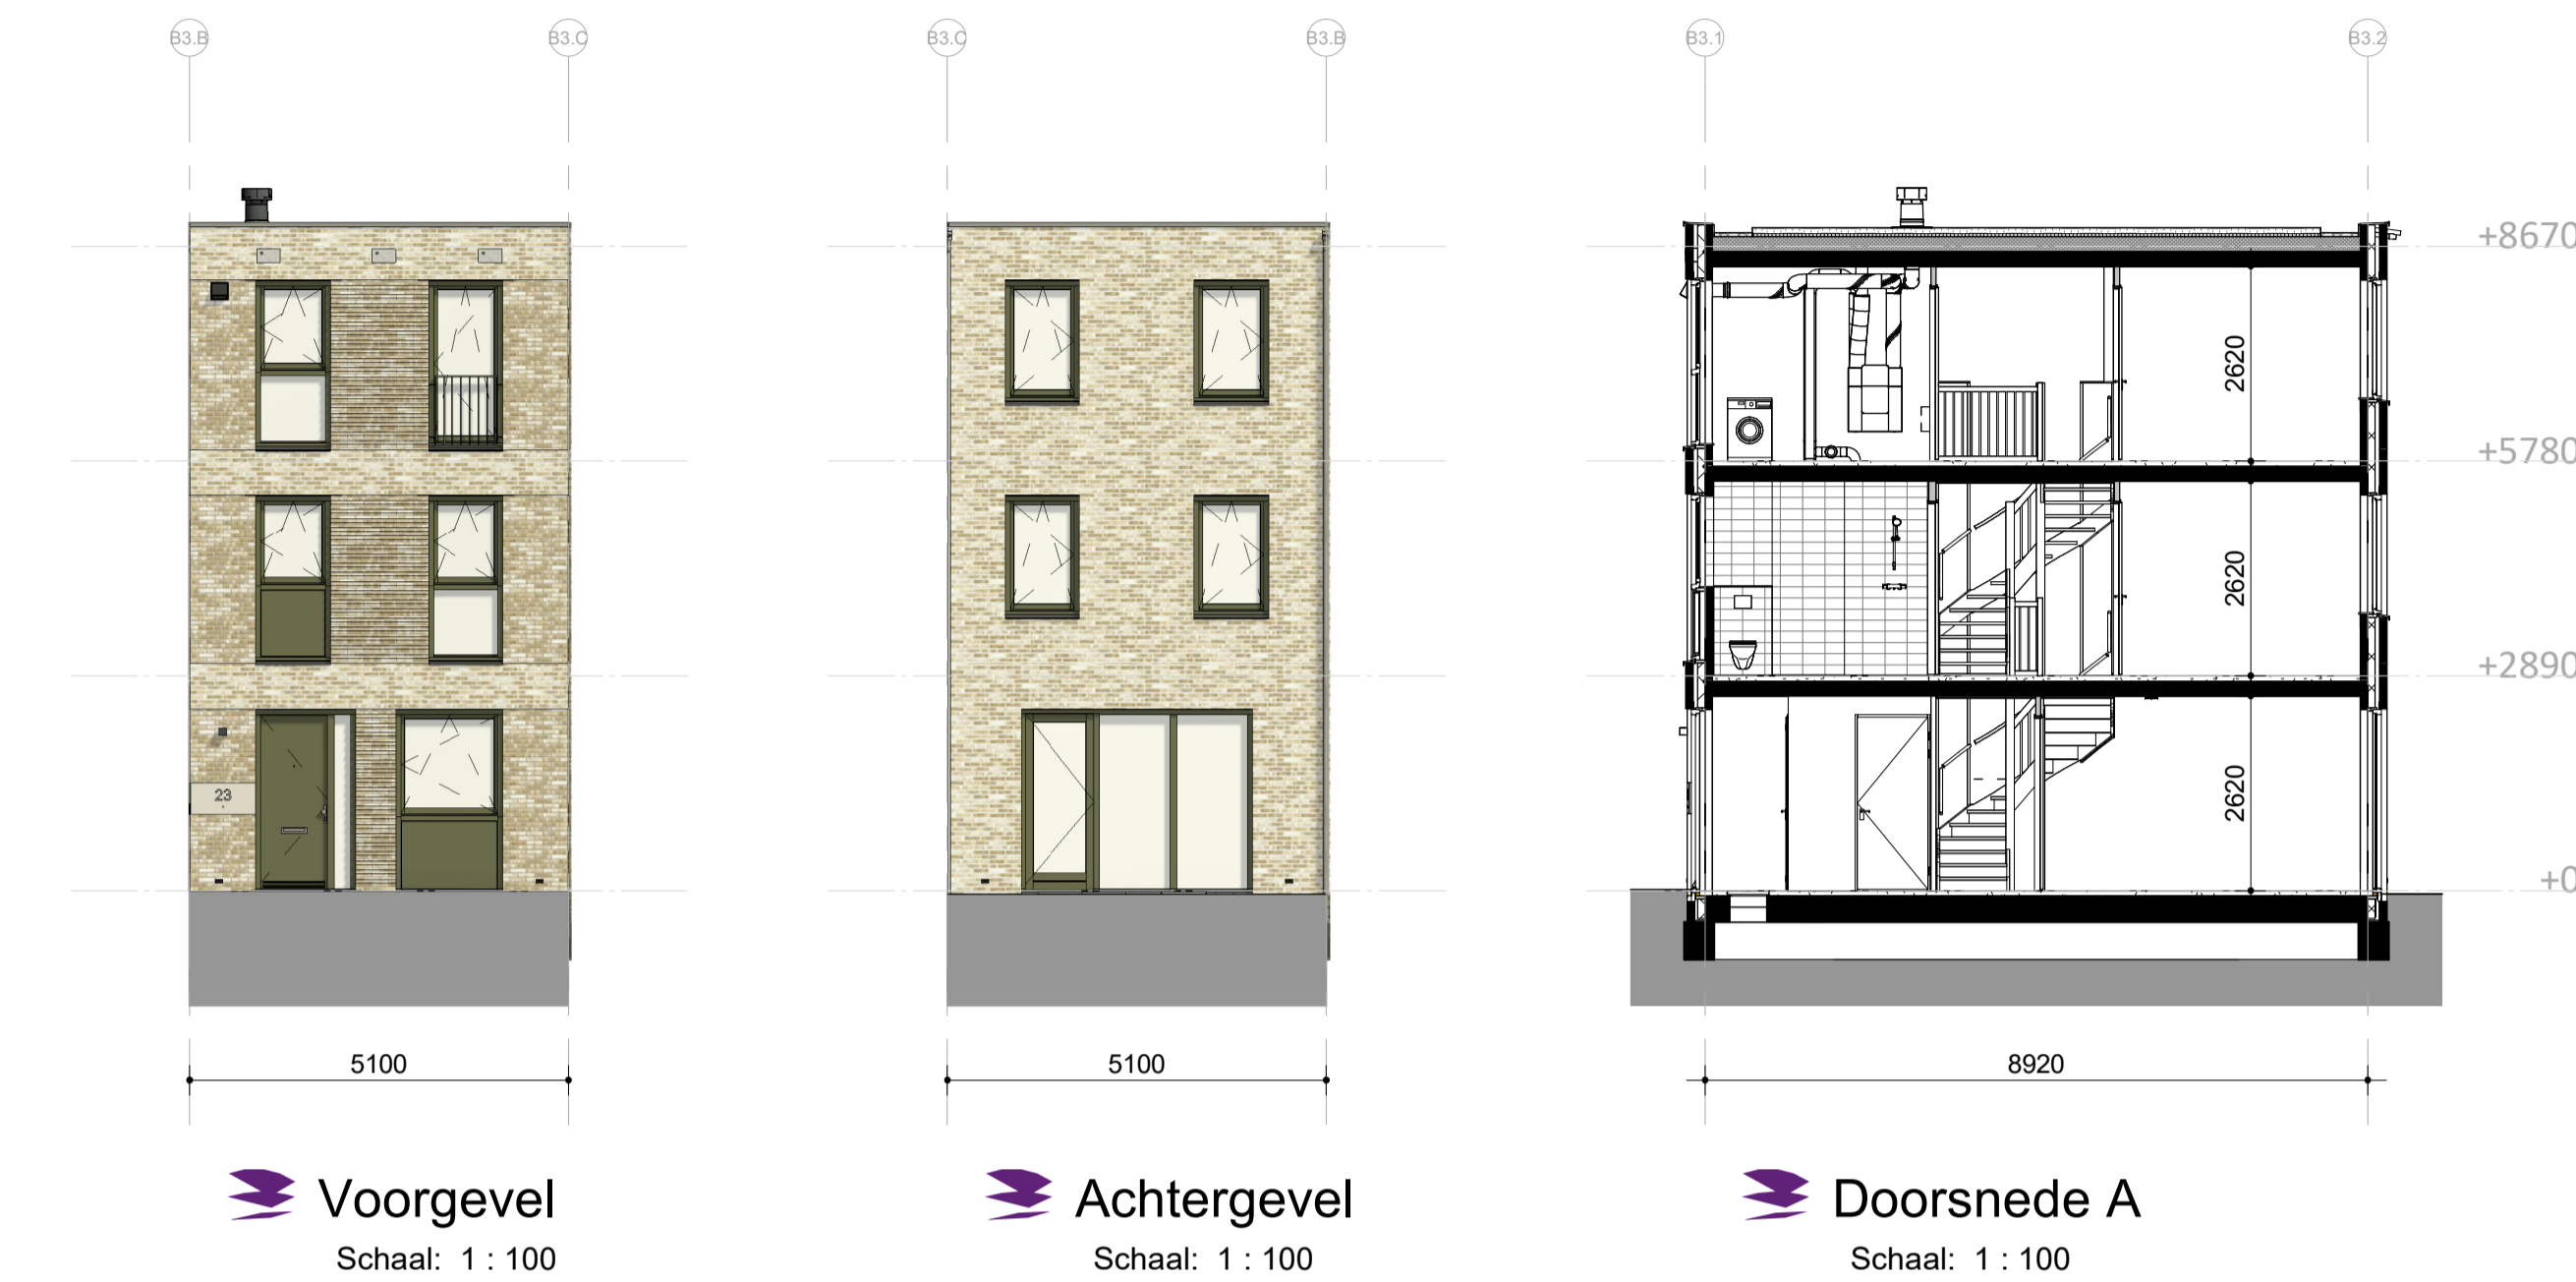 B3.B
B3.C
B3.C
B3.B
B3.1
B3.2
+8670
2620
+5780
2620
+2890
23
2620
+0
5100
5100
8920
Voorgevel
Schaal: 1 : 100
Achtergevel
Schaal: 1 : 100
Doorsnede A
Schaal: 1 : 100